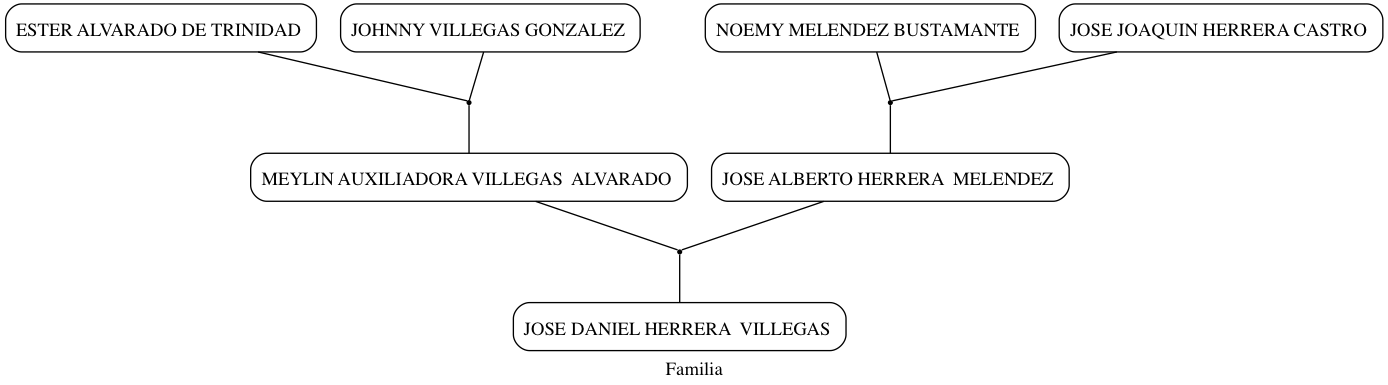 ESTER ALVARADO DE TRINIDAD
JOHNNY VILLEGAS GONZALEZ
NOEMY MELENDEZ BUSTAMANTE
JOSE JOAQUIN HERRERA CASTRO
MEYLIN AUXILIADORA VILLEGAS  ALVARADO
JOSE ALBERTO HERRERA  MELENDEZ
JOSE DANIEL HERRERA  VILLEGAS
Familia